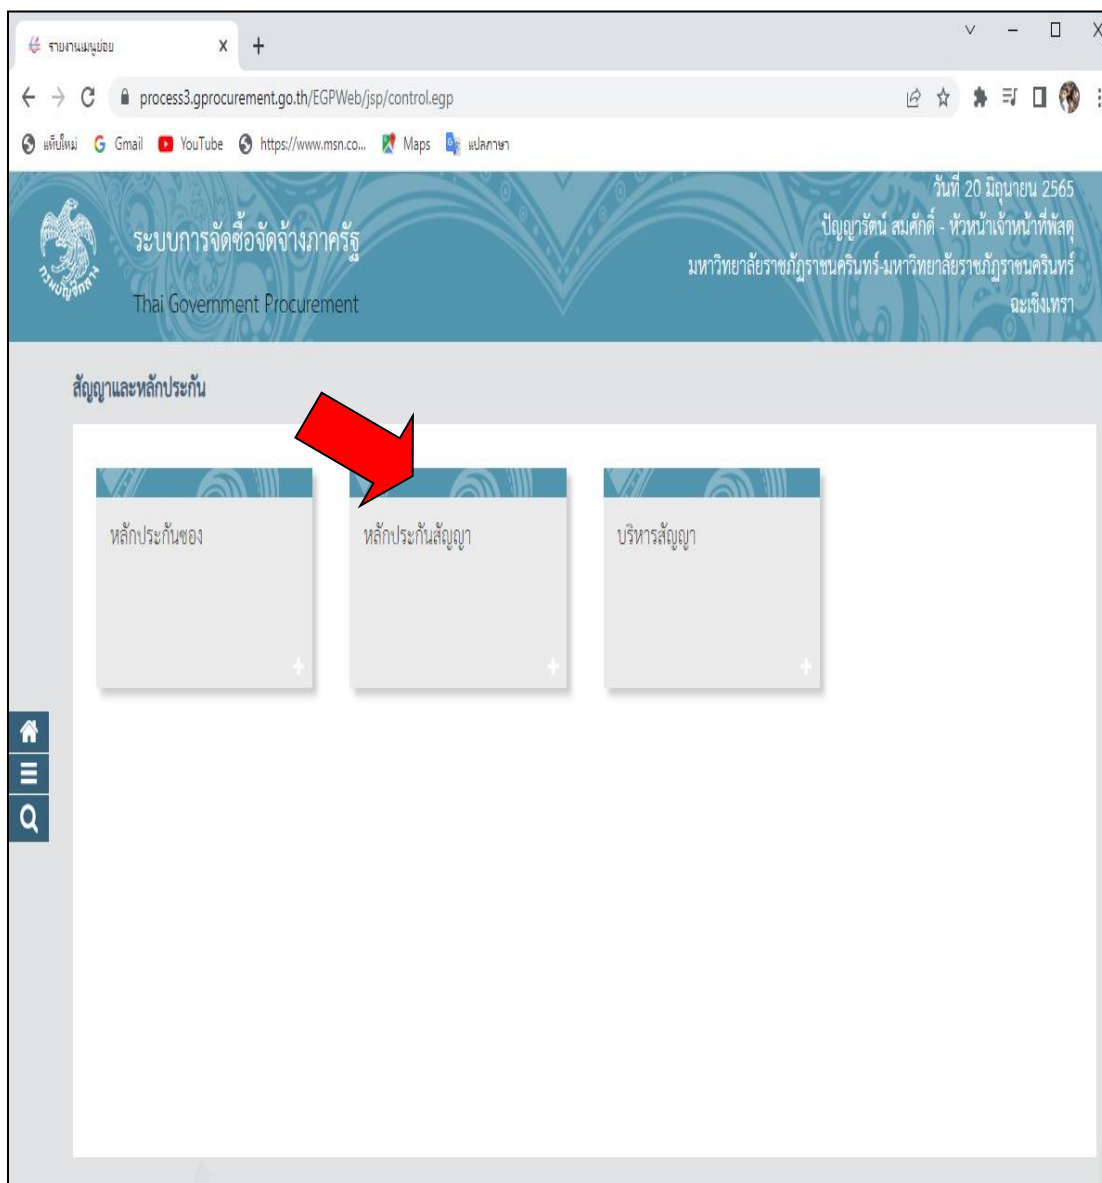 รายงานเมนูย่อย
process3.gprocurement.go.th/EGPWeb/jsp/control.egp
แท็บใหม่ Gmail YouTube https://www.msn.co... Maps แปลภาษา
วันที่ 20 มิถุนายน 2565
ปัญญารัตน์ สมศักดิ์ - หัวหน้าเจ้าหน้าที่พัสดุ
มหาวิทยาลัยราชภัฏราชนครินทร์-มหาวิทยาลัยราชภัฏราชนครินทร์
ฉะเชิงเทรา
ระบบการจัดซื้อจัดจ้างภาครัฐ
Thai Government Procurement
กรมบัญชีกลาง
สัญญาและหลักประกัน
หลักประกันซอง
หลักประกันสัญญา
บริหารสัญญา